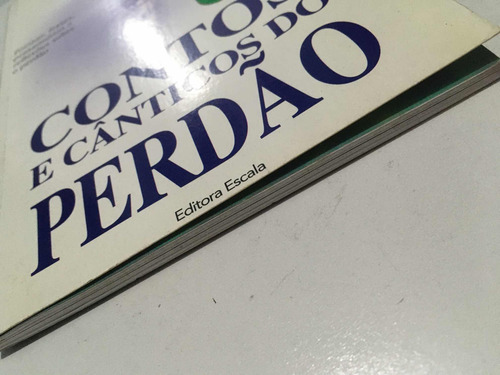 CONTOS
E CÂNTICOS DO
PERDÃO
Editora Escala